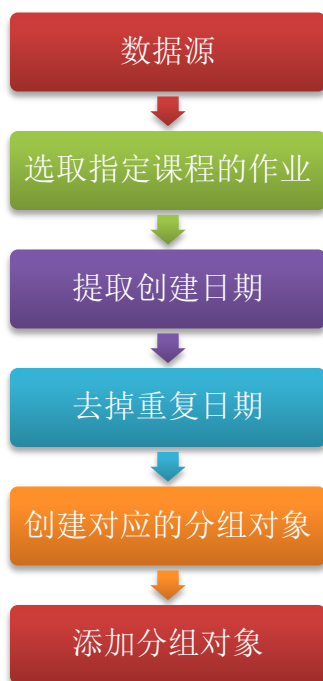 数据源
选取指定课程的作业
提取创建日期
去掉重复日期
创建对应的分组对象
添加分组对象